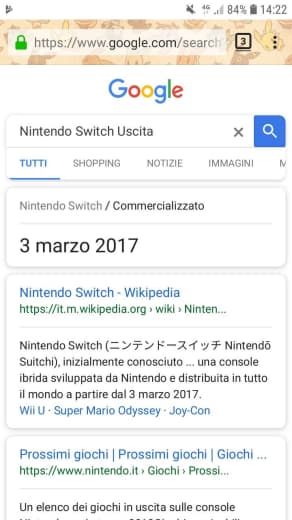 84% 14:22
https://www.google.com/search
3
Google
Nintendo Switch Uscita
TUTTI SHOPPING NOTIZIE IMMAGINI M
Nintendo Switch / Commercializzato
3 marzo 2017
Nintendo Switch - Wikipedia
https://it.m.wikipedia.org › wiki › Ninten...
Nintendo Switch (ニンテンドースイッチ Nintendō
Suitchi), inizialmente conosciuto ... una console
ibrida sviluppata da Nintendo e distribuita in tutto
il mondo a partire dal 3 marzo 2017.
Wii U · Super Mario Odyssey · Joy-Con
Prossimi giochi | Prossimi giochi | Giochi ...
https://www.nintendo.it › Giochi › Prossi...
Un elenco dei giochi in uscita sulle console